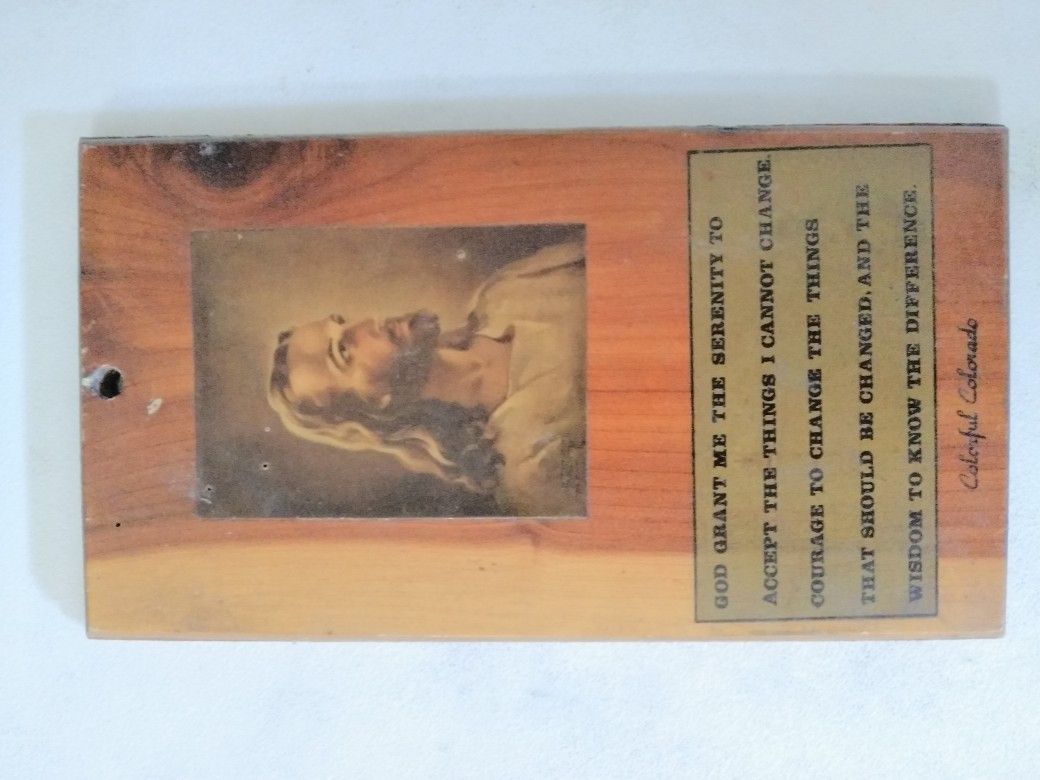 GOD GRANT ME THE SERENITY TO
ACCEPT THE THINGS I CANNOT CHANGE.
COURAGE TO CHANGE THE THINGS
THAT SHOULD BE CHANGED, AND THE
WISDOM TO KNOW THE DIFFERENCE.
Colorful Colorado